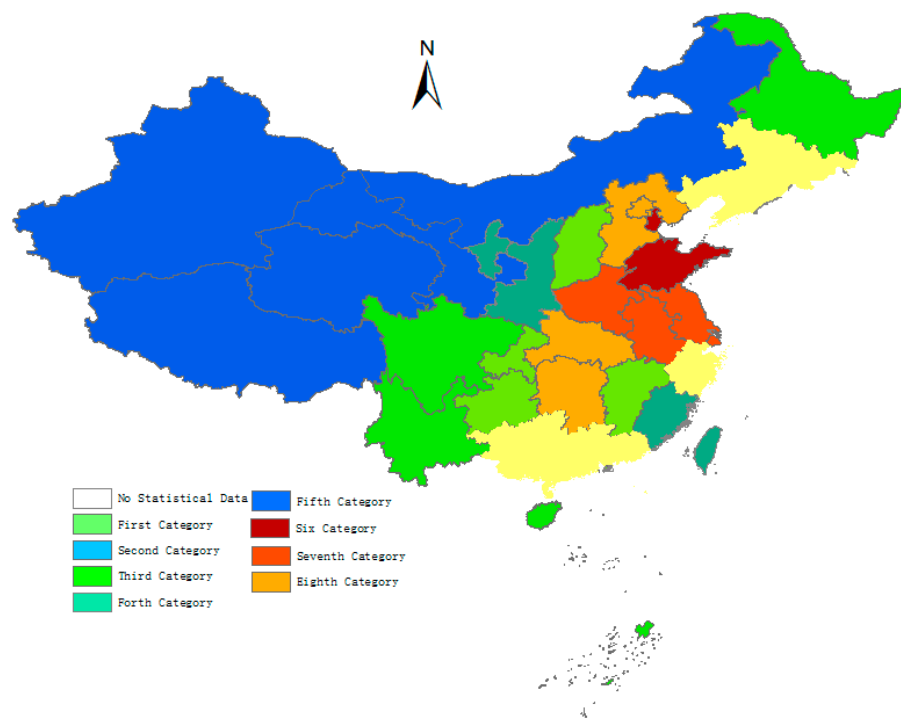 N
No Statistical Data
First Category
Second Category
Third Category
Forth Category
Fifth Category
Six Category
Seventh Category
Eighth Category